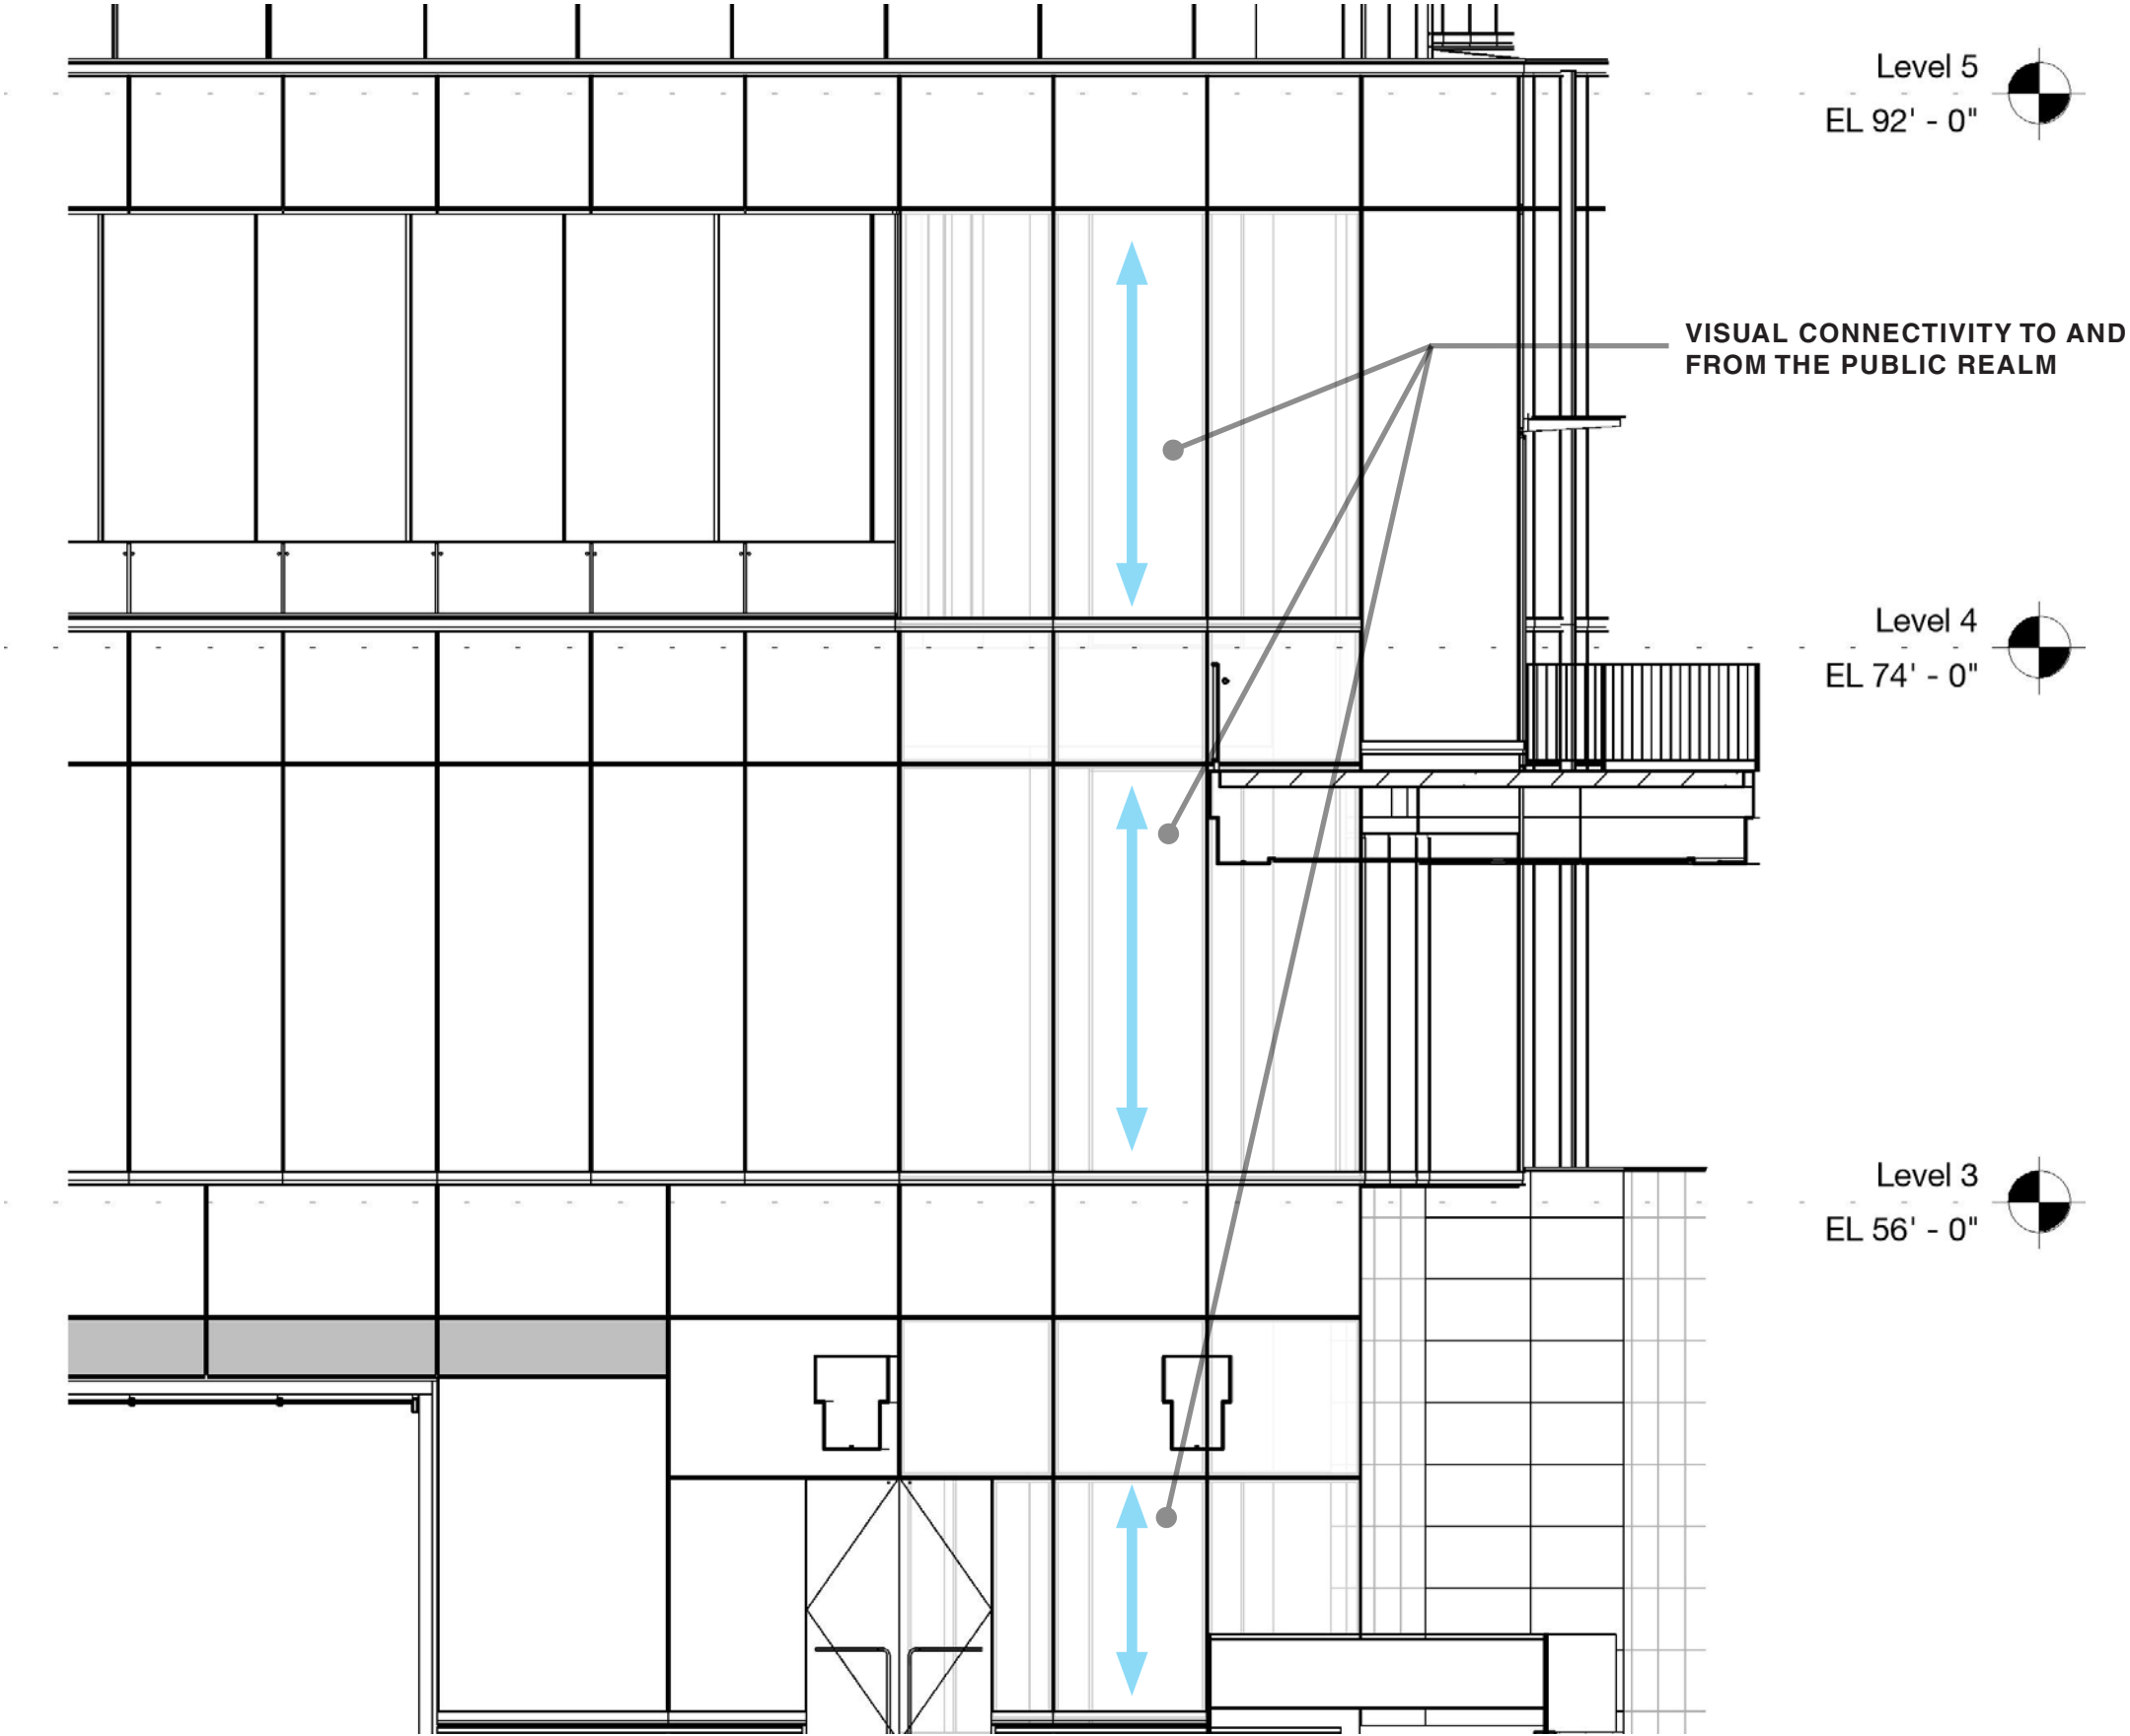 Level 5
EL 92' - 0"
VISUAL CONNECTIVITY TO AND
FROM THE PUBLIC REALM
Level 4
EL 74' - 0"
Level 3
EL 56' - 0"